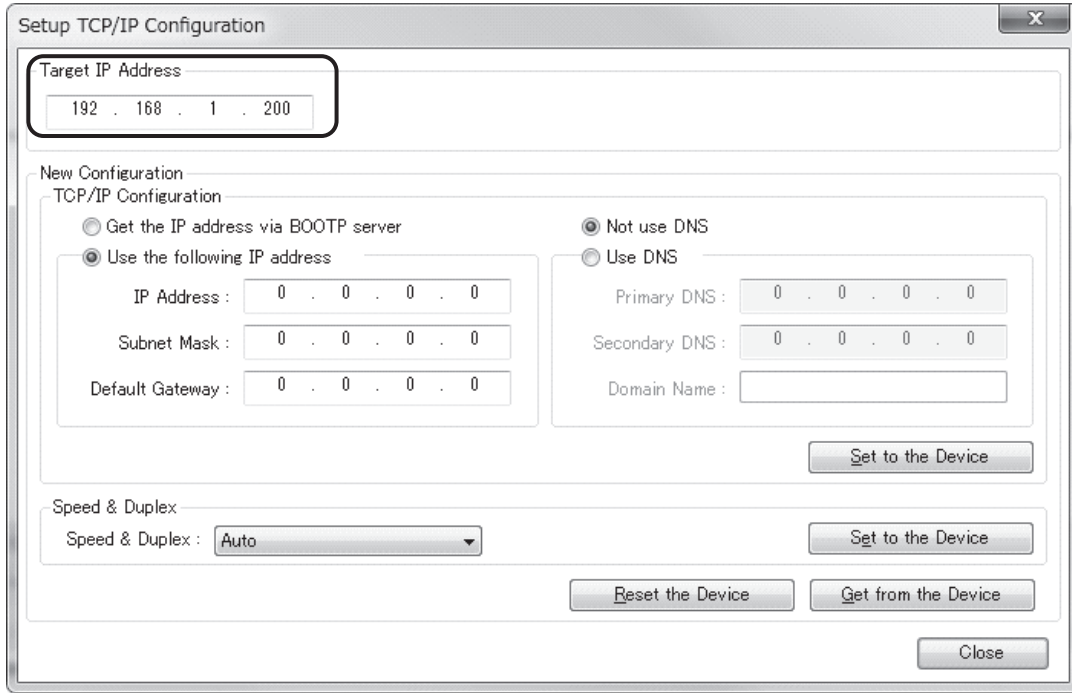 Setup TCP/IP Configuration
x
Target IP Address
192 . 168 . 1 . 200
New Configuration
TCP/IP Configuration
Get the IP address via BOOTP server
Use the following IP address
IP Address : 0 . 0 . 0 . 0
Subnet Mask : 0 . 0 . 0 . 0
Default Gateway : 0 . 0 . 0 . 0
Not use DNS
Use DNS
Primary DNS : 0 . 0 . 0 . 0
Secondary DNS : 0 . 0 . 0 . 0
Domain Name :
Set to the Device
Speed & Duplex
Speed & Duplex : Auto
Set to the Device
Reset the Device
Get from the Device
Close